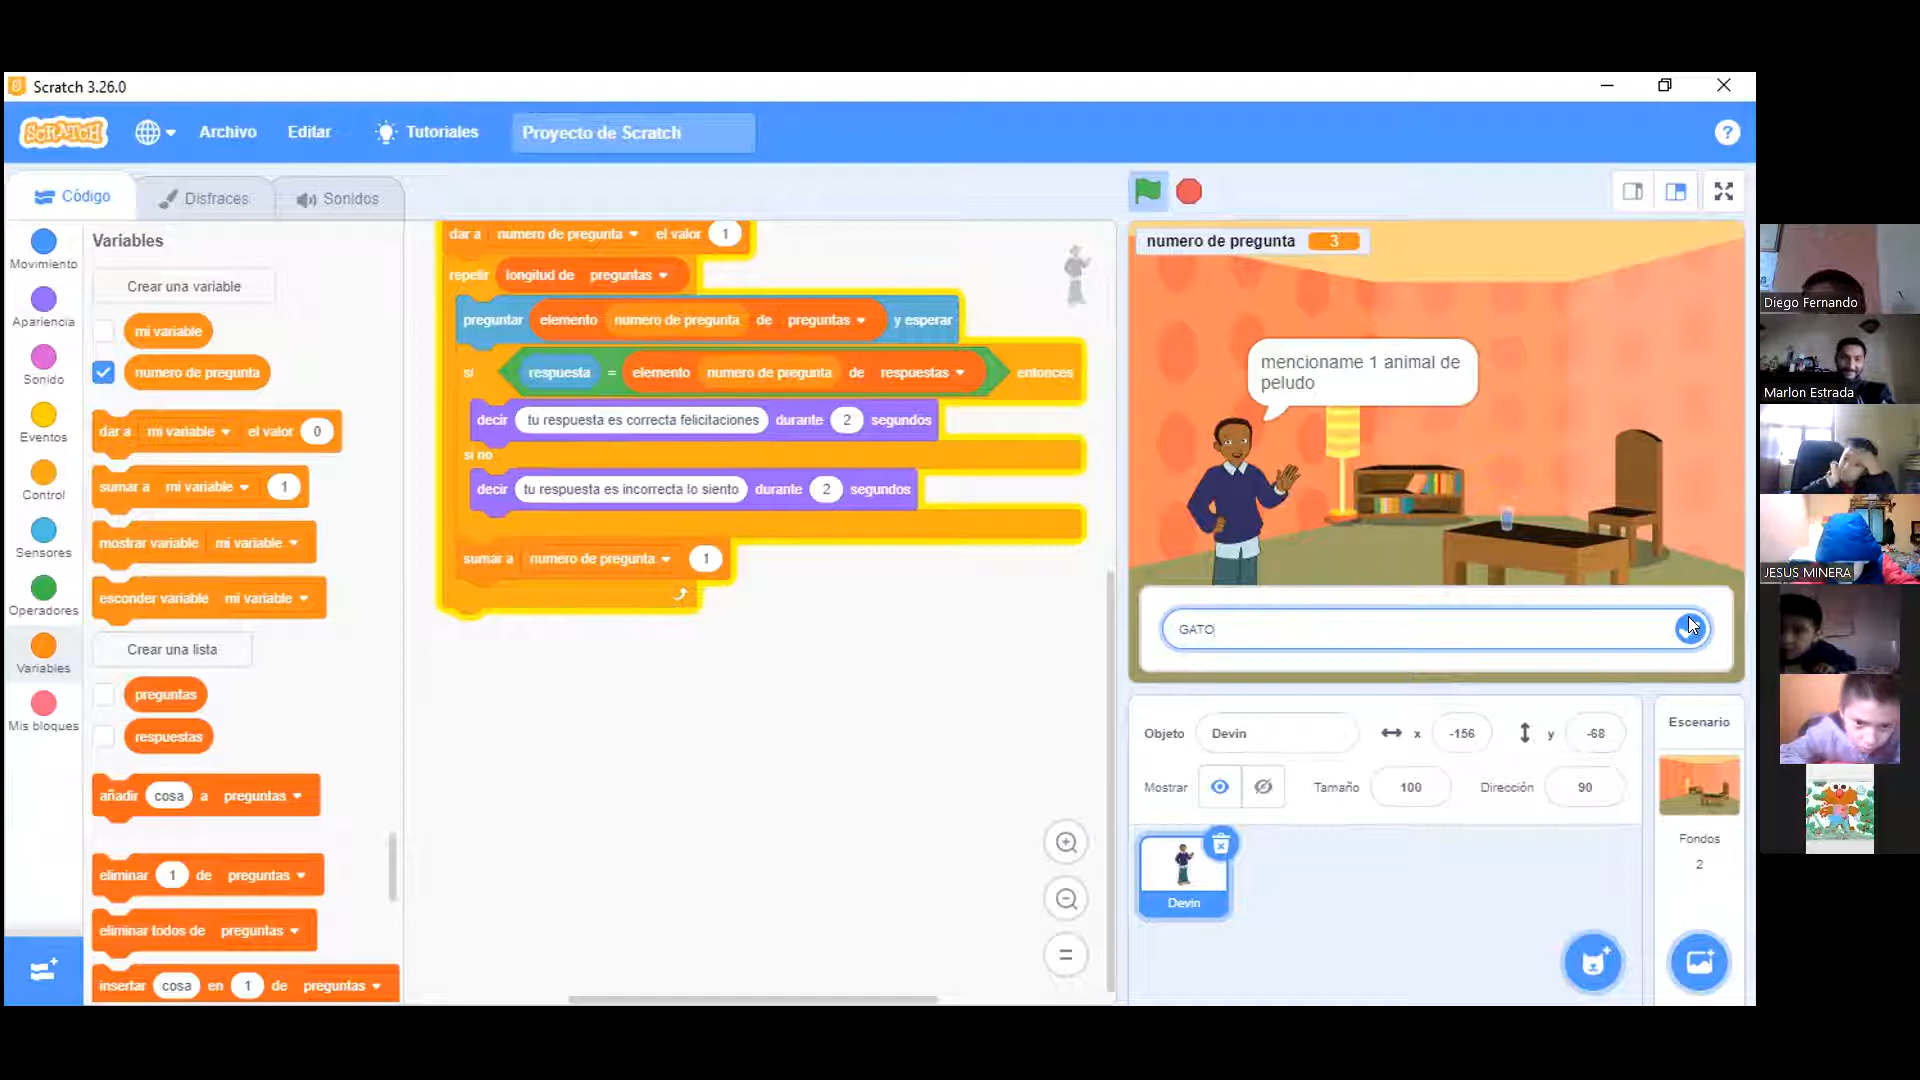 Scratch 3.26.0
SCRATCH
Archivo
Editar
Tutoriales
Proyecto de Scratch
?
Código
Disfraces
Sonidos
Movimiento
Apariencia
Sonido
Eventos
Control
Sensores
Operadores
Variables
Mis bloques
Variables
Crear una variable
mi variable
numero de pregunta
dar a mi variable el valor 0
sumar a mi variable 1
mostrar variable mi variable
esconder variable mi variable
Crear una lista
preguntas
respuestas
añadir cosa a preguntas
eliminar 1 de preguntas
eliminar todos de preguntas
insertar cosa en 1 de preguntas
dar a numero de pregunta el valor 1
repetir longitud de preguntas
preguntar elemento numero de pregunta de preguntas y esperar
si respuesta = elemento numero de pregunta de respuestas entonces
decir tu respuesta es correcta felicitaciones durante 2 segundos
si no
decir tu respuesta es incorrecta lo siento durante 2 segundos
sumar a numero de pregunta 1
numero de pregunta 3
mencioname 1 animal de
peludo
GATO
Objeto Devin x -156 y -68
Mostrar Tamaño 100 Dirección 90
Devin
Escenario
Fondos
2
Diego Fernando
Marlon Estrada
JESUS MINERA